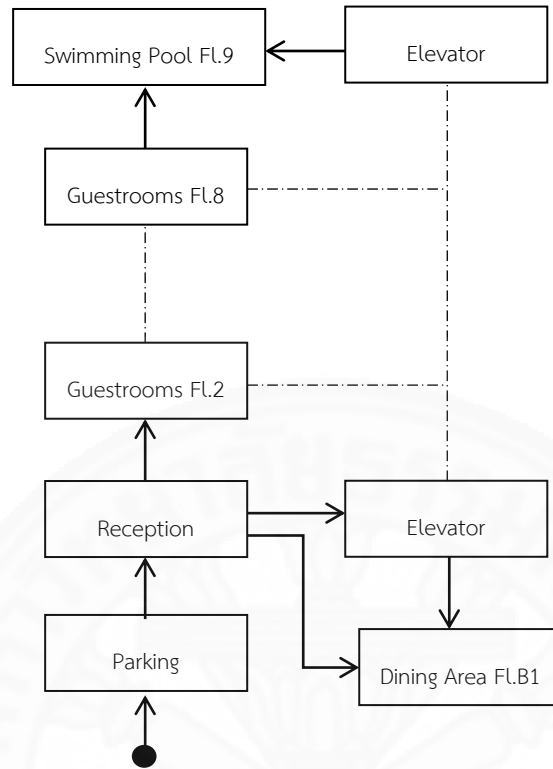 Swimming Pool Fl.9
Elevator
Guestrooms Fl.8
Guestrooms Fl.2
Reception
Elevator
Parking
Dining Area Fl.B1